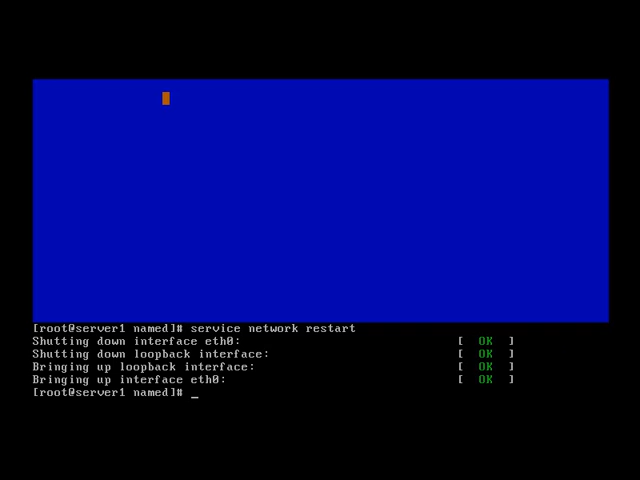 [root@server1 named]# service network restart
Shutting down interface eth0: [ OK ]
Shutting down loopback interface: [ OK ]
Bringing up loopback interface: [ OK ]
Bringing up interface eth0: [ OK ]
[root@server1 named]# _